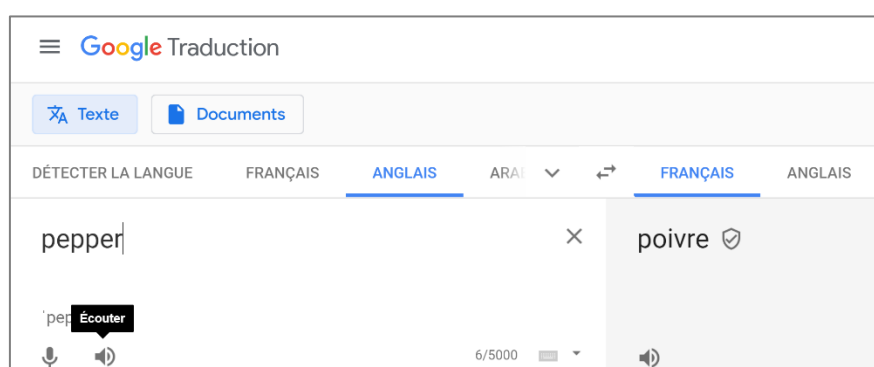 Google Traduction
Texte Documents
DÉTECTER LA LANGUE FRANÇAIS ANGLAIS FRANÇAIS ANGLAIS
pepper poivre
Écouter
6/5000